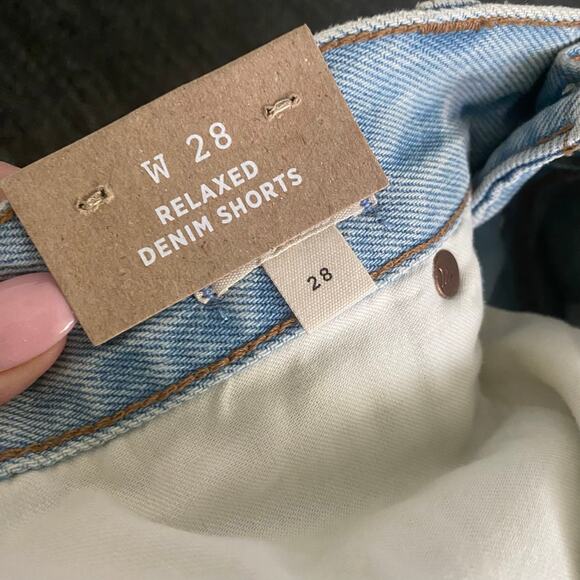 W 28
RELAXED
DENIM SHORTS
28